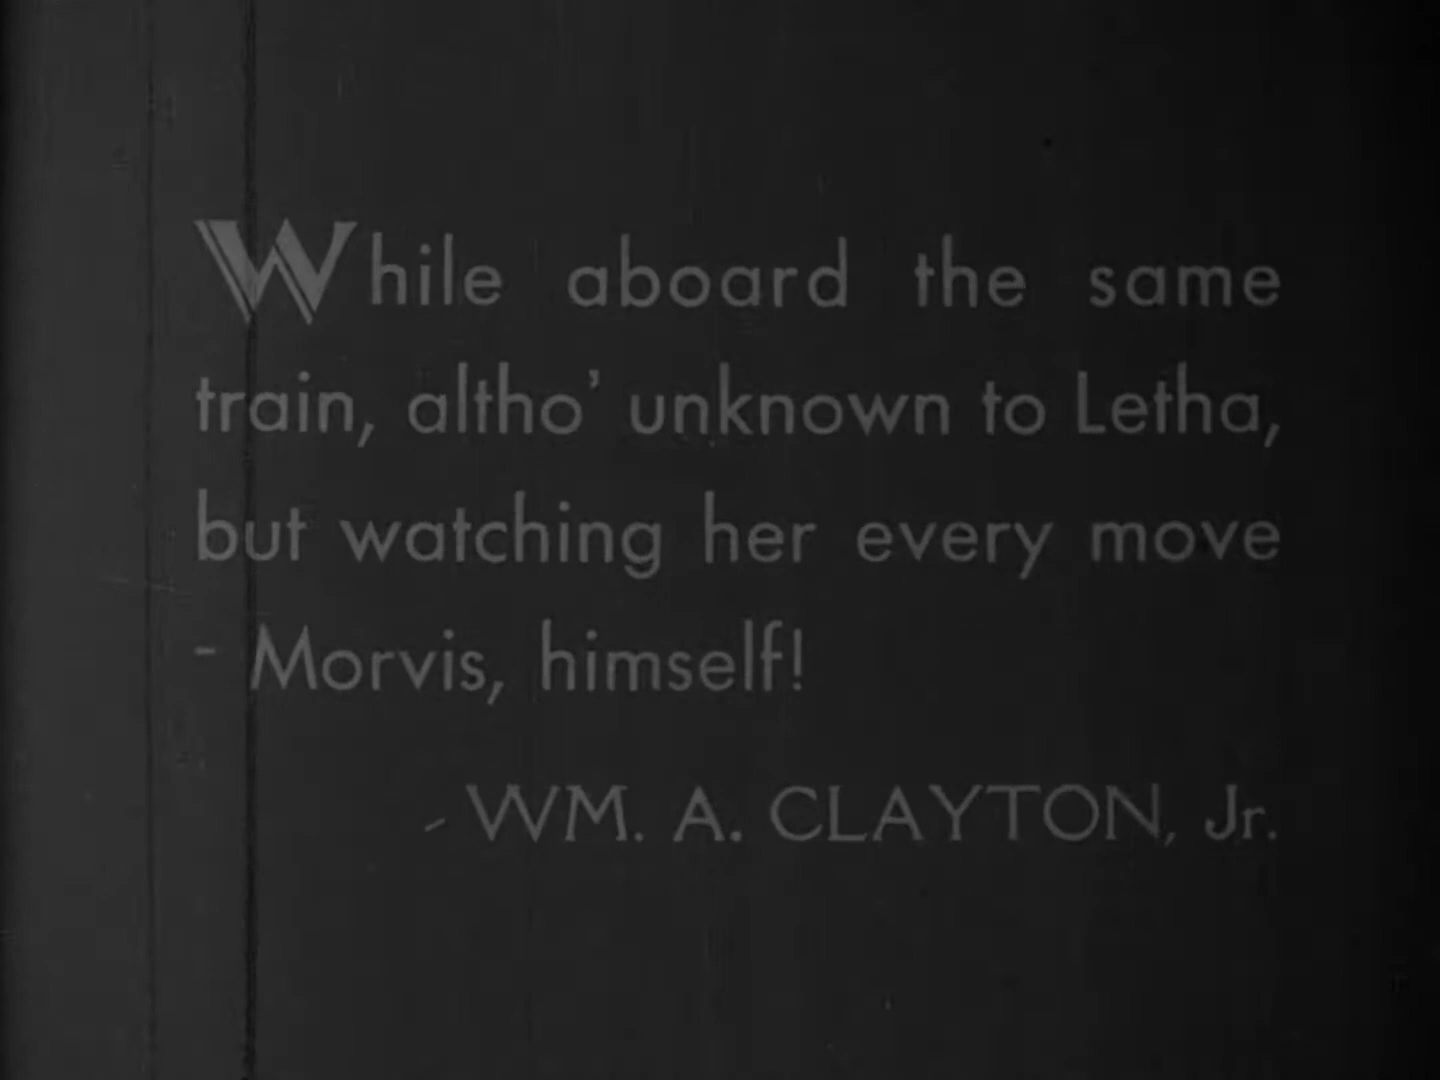 While aboard the same
train, altho' unknown to Letha,
but watching her every move
- Morvis, himself!
- WM. A. CLAYTON, Jr.